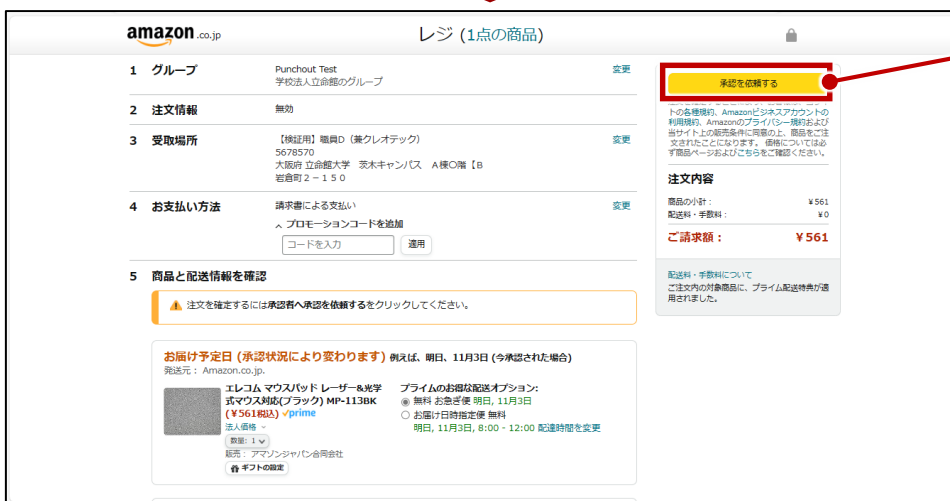 amazon.co.jp
レジ (1点の商品)
1 グループ
Punchout Test
学校法人立命館のグループ
変更
2 注文情報
無効
3 受取場所
【検証用】職員D（兼クレオテック）
5678570
大阪府 立命館大学 茨木キャンパス A棟〇階【B
岩倉町２－１５０
変更
4 お支払い方法
請求書による支払い
変更
プロモーションコードを追加
コードを入力
適用
5 商品と配送情報を確認
注文を確定するには承認者へ承認を依頼するをクリックしてください。
お届け予定日 (承認状況により変わります) 例えば、明日、11月3日 (今承認された場合)
発送元： Amazon.co.jp.
エレコム マウスパッド レーザー&光学
式マウス対応(ブラック) MP-113BK
(￥561税込) prime
法人価格
数量: 1
販売： アマゾンジャパン合同会社
ギフトの設定
プライムのお得な配送オプション:
無料 お急ぎ便 明日, 11月3日
お届け日時指定便 無料
明日, 11月3日, 8:00 - 12:00 配達時間を変更
承認を依頼する
トの各種規約、Amazonビジネスアカウントの
利用規約、Amazonのプライバシー規約および
当サイト上の販売条件に同意の上、商品をご注
文されたことになります。価格については必
ず商品ページおよびこちらをご確認ください。
注文内容
商品の小計： ￥561
配送料・手数料： ￥0
ご請求額： ￥561
配送料・手数料について
ご注文内の対象商品に、プライム配送特典が適
用されました。